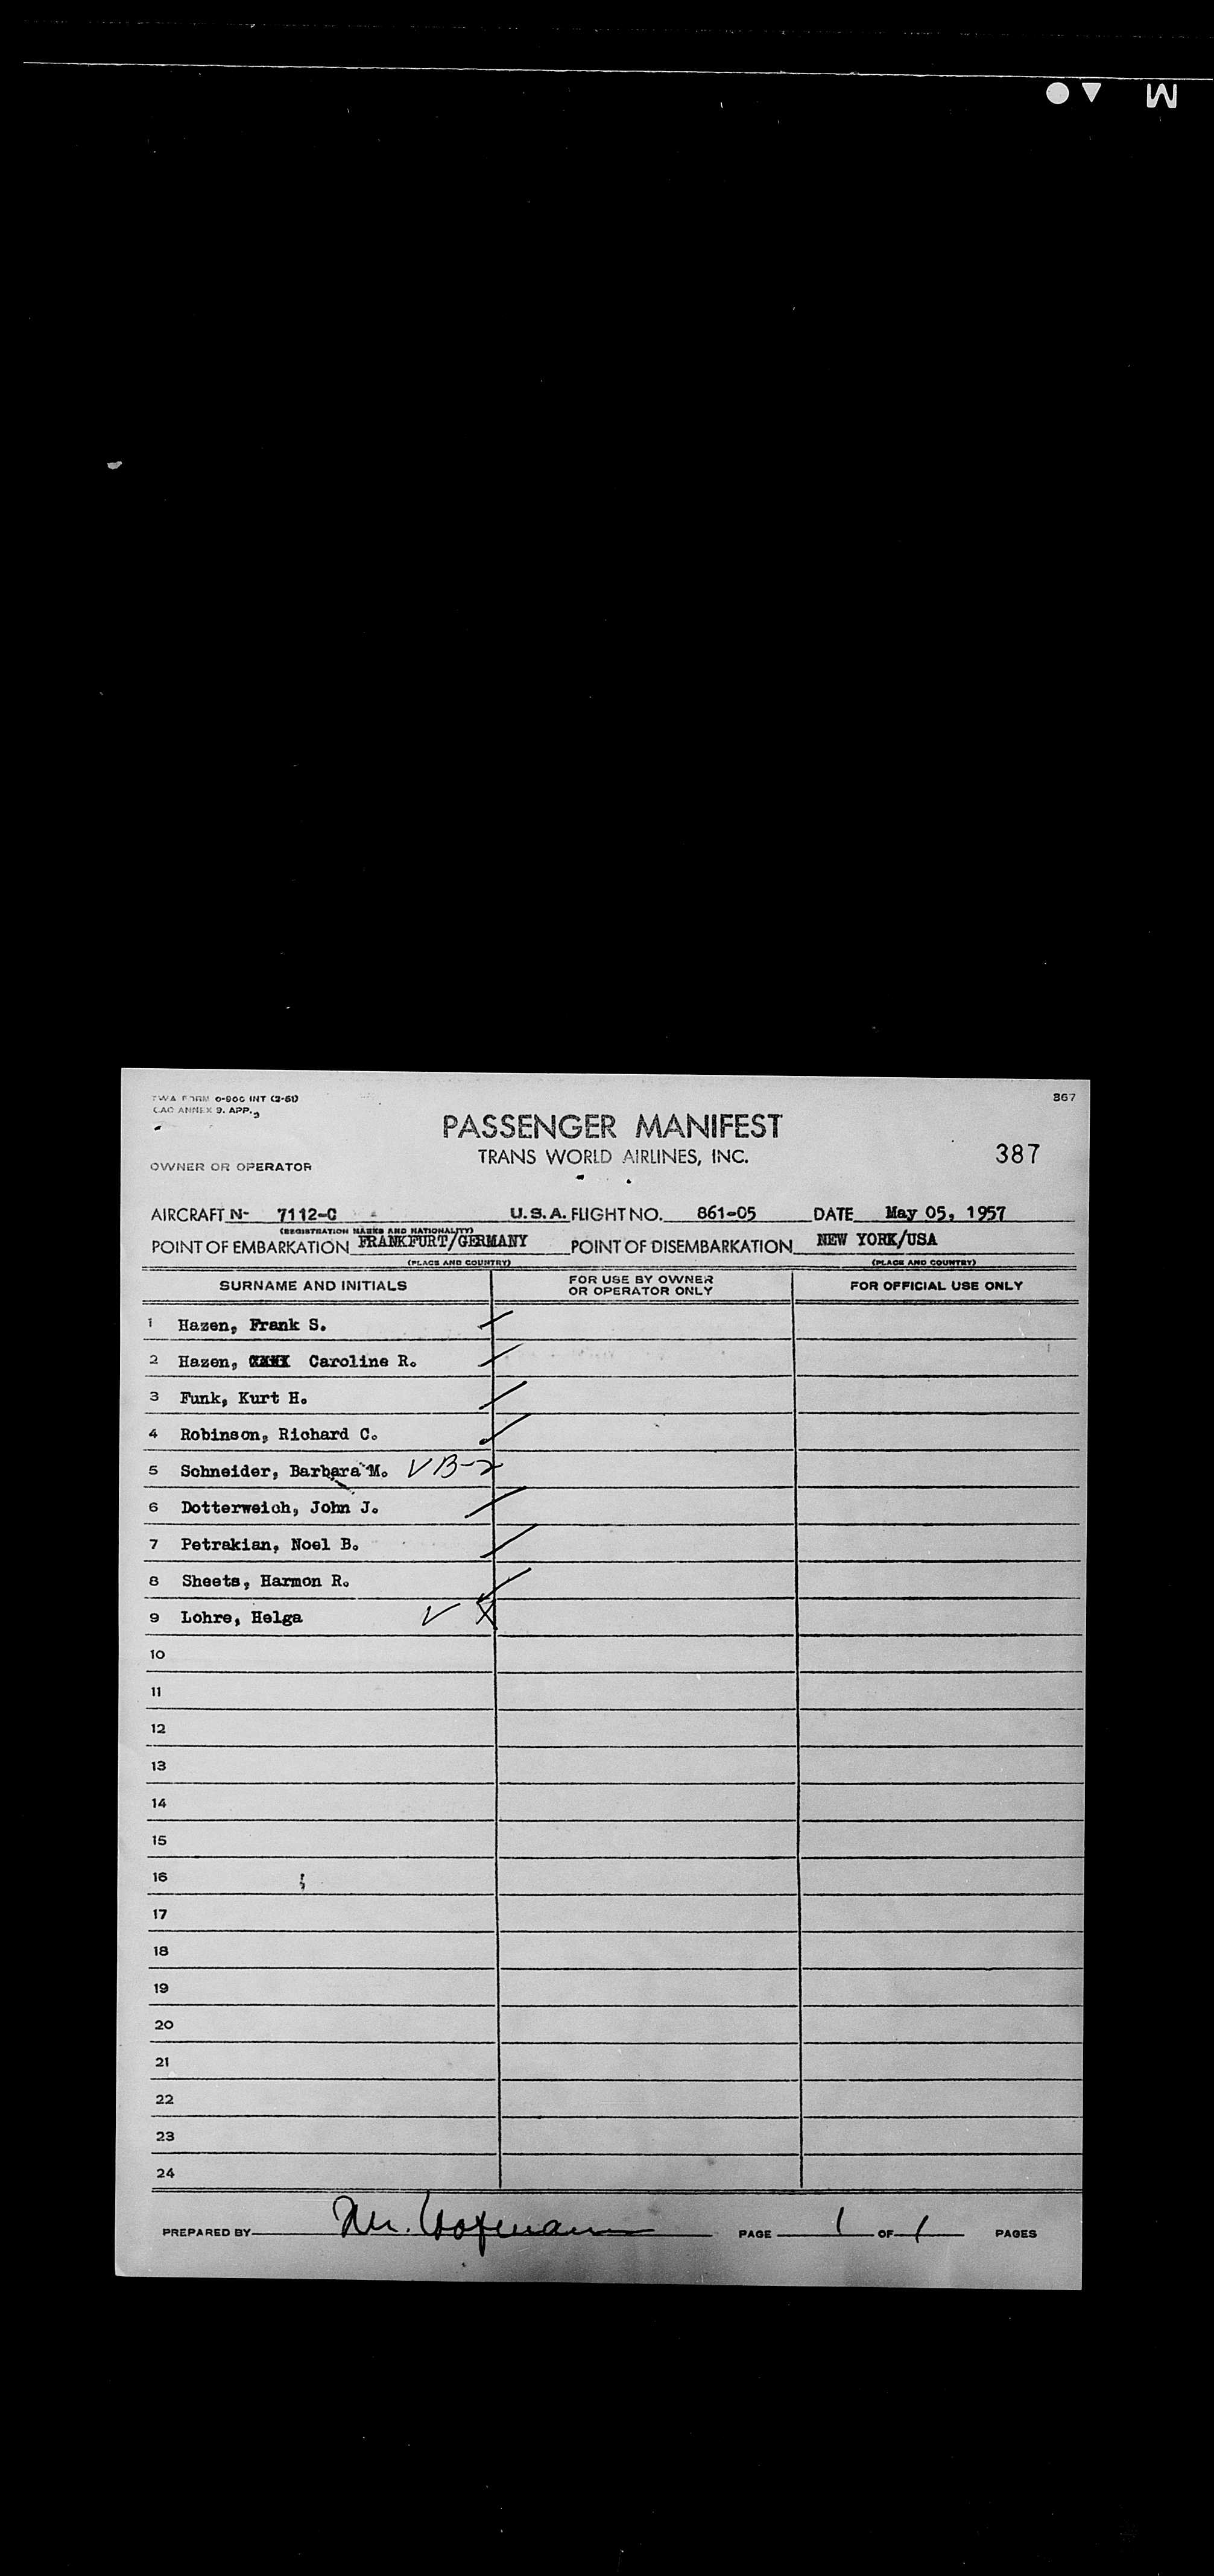 M
TWA FORM 0-800 INT (2-51)
ICAO ANNEX 9, APP. 3
367
PASSENGER MANIFEST
TRANS WORLD AIRLINES, INC.
387
OWNER OR OPERATOR
AIRCRAFT N- 7112-C U.S.A. FLIGHT NO. 861-05 DATE May 05, 1957
(REGISTRATION MARKS AND NATIONALITY)
POINT OF EMBARKATION FRANKFURT/GERMANY POINT OF DISEMBARKATION NEW YORK/USA
(PLACE AND COUNTRY) (PLACE AND COUNTRY)
SURNAME AND INITIALS FOR USE BY OWNER OR OPERATOR ONLY FOR OFFICIAL USE ONLY
1 Hazen, Frank S.
2 Hazen, Caroline R.
3 Funk, Kurt H.
4 Robinson, Richard C.
5 Schneider, Barbara M. VB-2
6 Dotterweich, John J.
7 Petrakian, Noel B.
8 Sheets, Harmon R.
9 Lohre, Helga V X
10
11
12
13
14
15
16
17
18
19
20
21
22
23
24
PREPARED BY PAGE 1 OF 1 PAGES